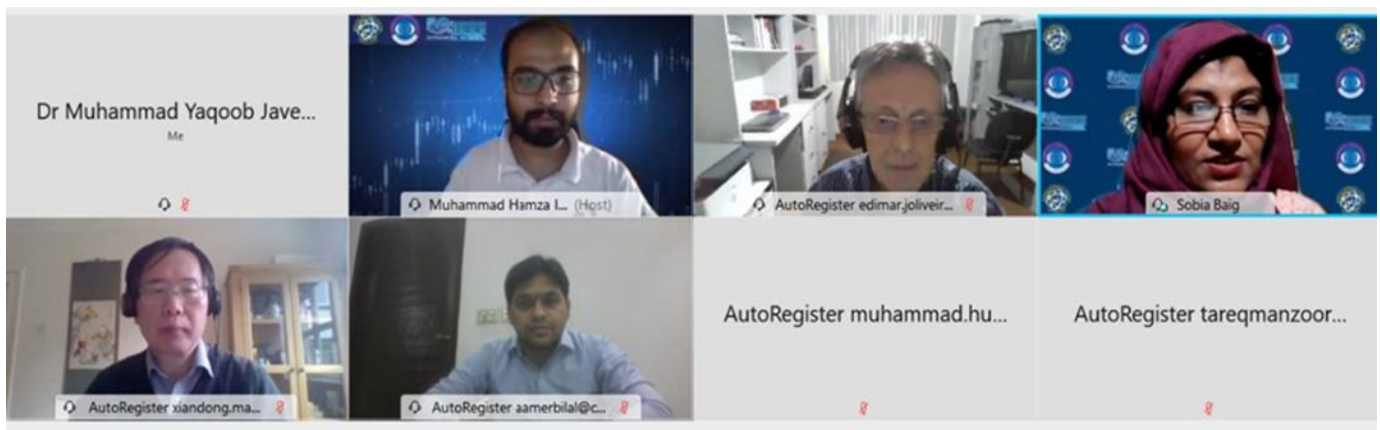 Dr Muhammad Yaqoob Jave...
Me
Muhammad Hamza I... (Host)
AutoRegister edimar.joliveir...
Sobia Baig
AutoRegister xiandong.ma...
AutoRegister aamerbilal@c...
AutoRegister muhammad.hu...
AutoRegister tareqmanzoor...